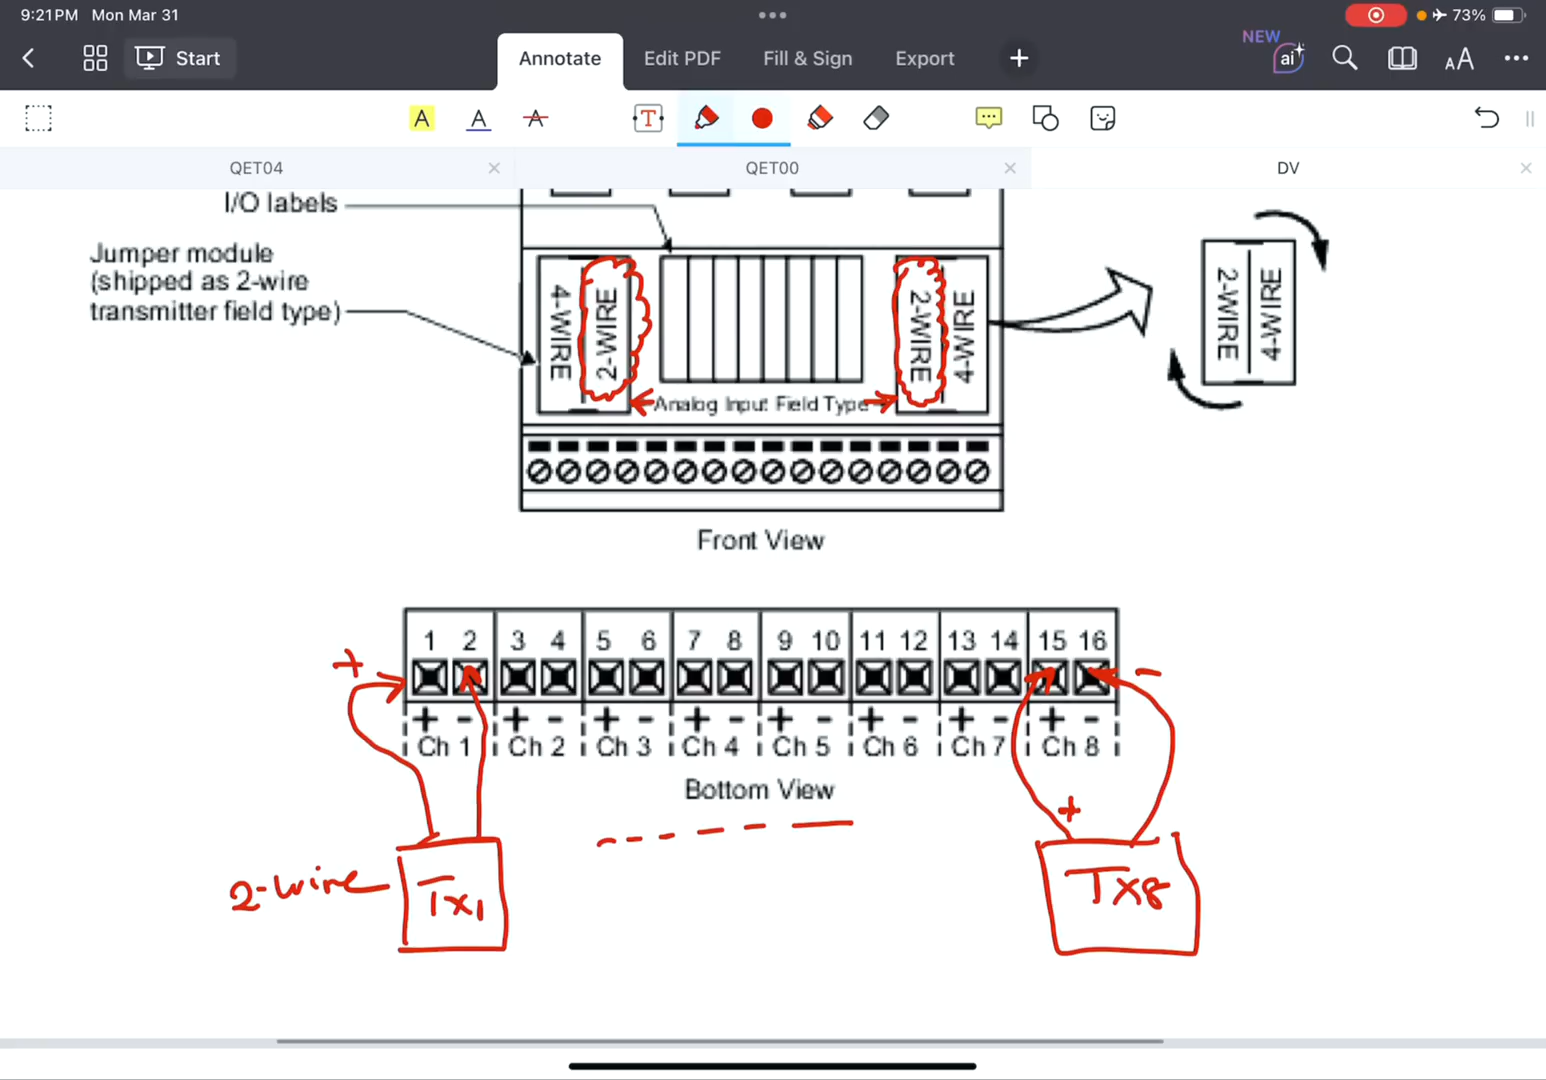 9:21 PM Mon Mar 31
73%
Start
Annotate
Edit PDF
Fill & Sign
Export
NEW
ai
AA
A
A
A
T
QET04
QET00
DV
I/O labels
Jumper module
(shipped as 2-wire
transmitter field type)
4-WIRE
2-WIRE
2-WIRE
4-WIRE
2-WIRE
4-WIRE
Analog Input Field Type
Front View
1 2 3 4 5 6 7 8 9 10 11 12 13 14 15 16
+ -
+ - + - + - + - + - + - + - + -
Ch 1 Ch 2 Ch 3 Ch 4 Ch 5 Ch 6 Ch 7 Ch 8
Bottom View
+
2-wire
Tx1
Tx8